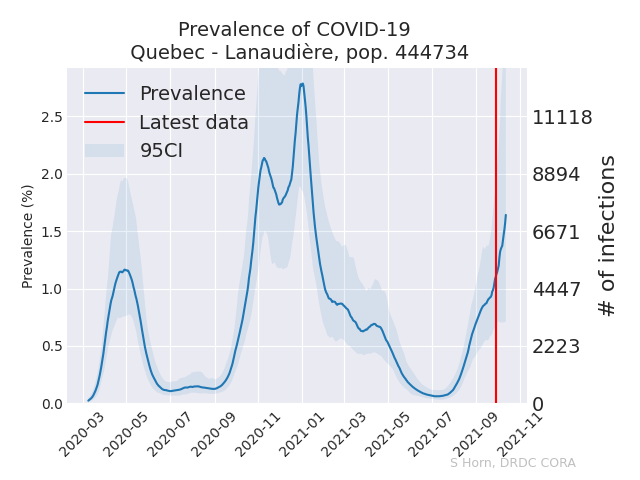 Prevalence of COVID-19
Quebec - Lanaudière, pop. 444734
Prevalence
Latest data
95CI
Prevalence (%)
2.5
2.0
1.5
1.0
0.5
0.0
11118
8894
6671
4447
2223
0
# of infections
2020-03
2020-05
2020-07
2020-09
2020-11
2021-01
2021-03
2021-05
2021-07
2021-09
2021-11
S Horn, DRDC CORA